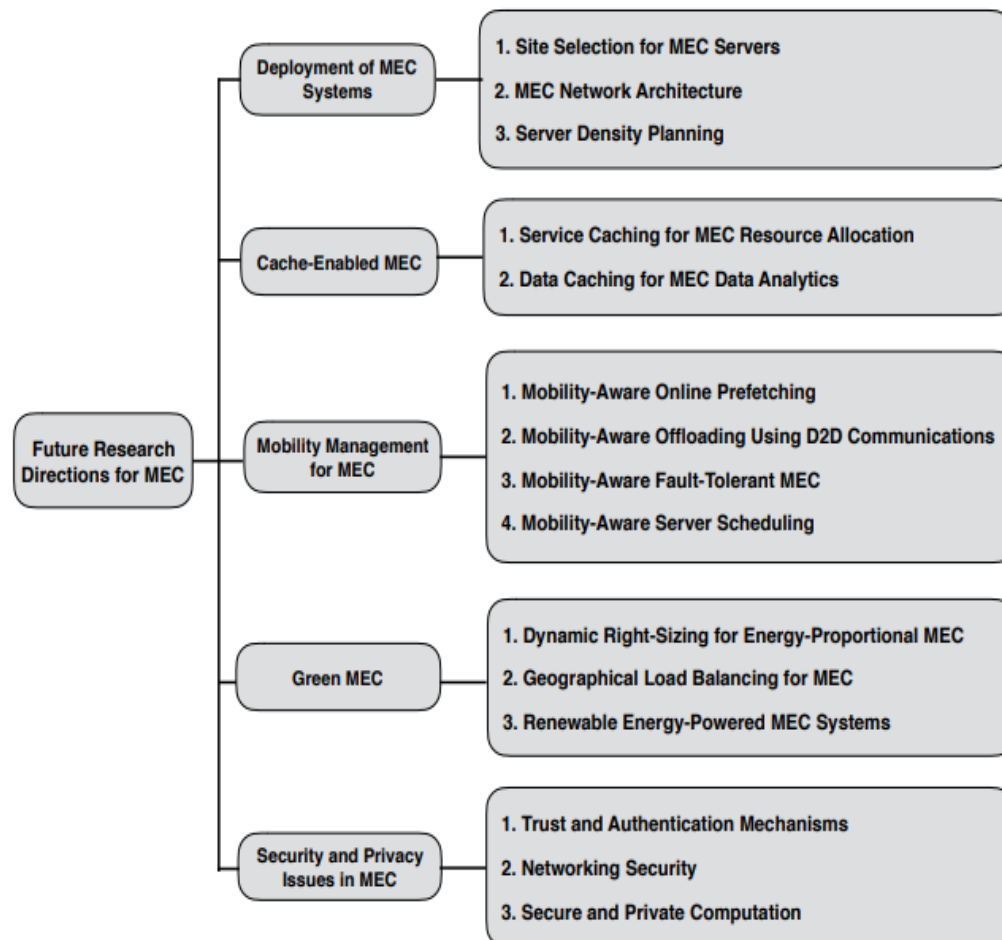 Future Research
Directions for MEC
Deployment of MEC
Systems
1. Site Selection for MEC Servers
2. MEC Network Architecture
3. Server Density Planning
Cache-Enabled MEC
1. Service Caching for MEC Resource Allocation
2. Data Caching for MEC Data Analytics
Mobility Management
for MEC
1. Mobility-Aware Online Prefetching
2. Mobility-Aware Offloading Using D2D Communications
3. Mobility-Aware Fault-Tolerant MEC
4. Mobility-Aware Server Scheduling
Green MEC
1. Dynamic Right-Sizing for Energy-Proportional MEC
2. Geographical Load Balancing for MEC
3. Renewable Energy-Powered MEC Systems
Security and Privacy
Issues in MEC
1. Trust and Authentication Mechanisms
2. Networking Security
3. Secure and Private Computation